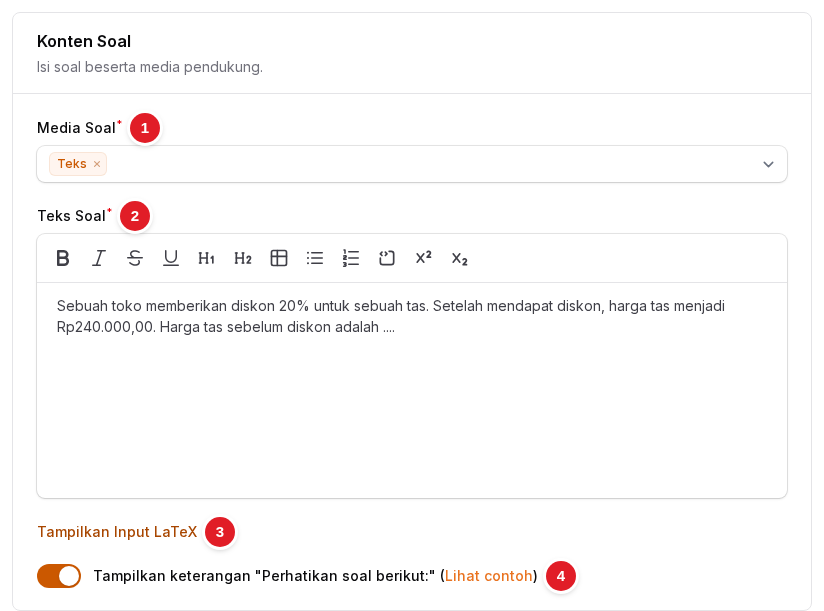 Konten Soal
Isi soal beserta media pendukung.
Media Soal* 1
Teks ×
Teks Soal* 2
B I S U H1 H2 x² x₂
Sebuah toko memberikan diskon 20% untuk sebuah tas. Setelah mendapat diskon, harga tas menjadi
Rp240.000,00. Harga tas sebelum diskon adalah ....
Tampilkan Input LaTeX 3
Tampilkan keterangan "Perhatikan soal berikut:" (Lihat contoh) 4